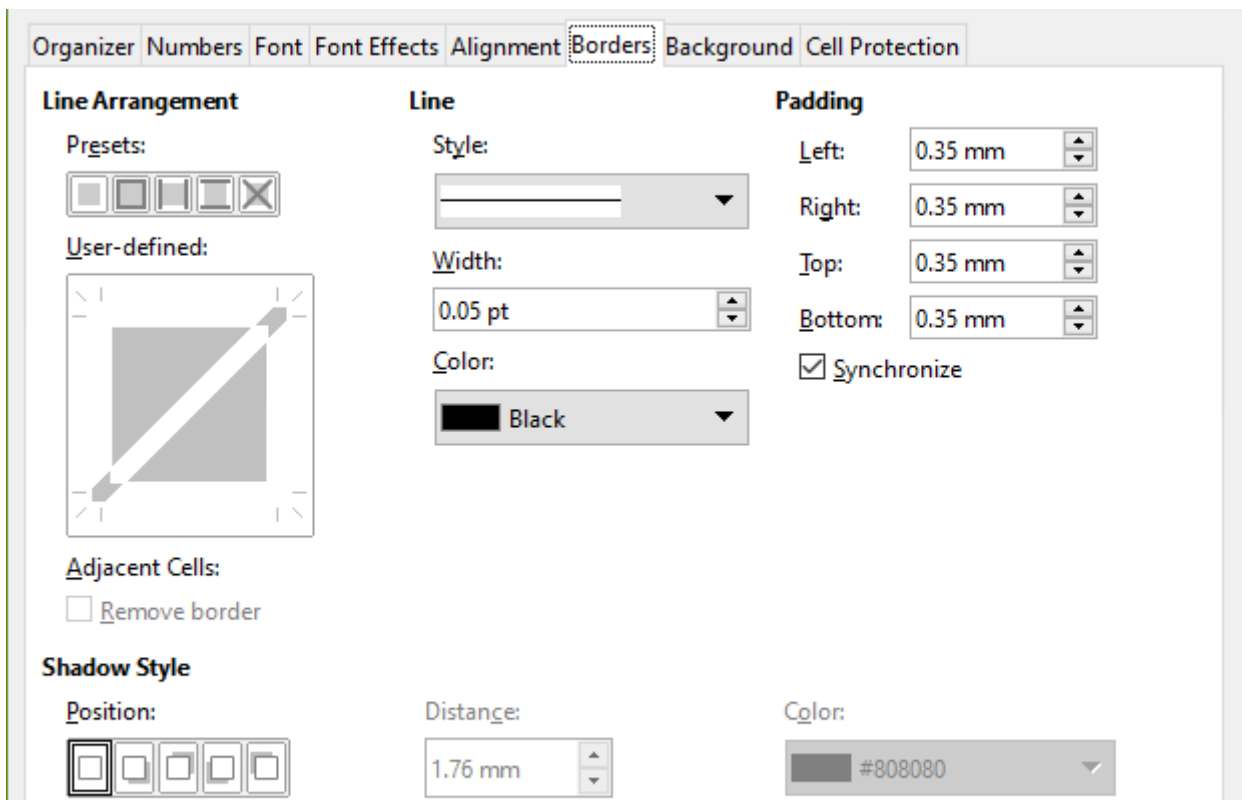 Organizer Numbers Font Font Effects Alignment Borders Background Cell Protection
Line Arrangement
Presets:
User-defined:
Adjacent Cells:
Remove border
Line
Style:
Width:
0.05 pt
Color:
Black
Padding
Left: 0.35 mm
Right: 0.35 mm
Top: 0.35 mm
Bottom: 0.35 mm
Synchronize
Shadow Style
Position:
Distance:
1.76 mm
Color:
#808080